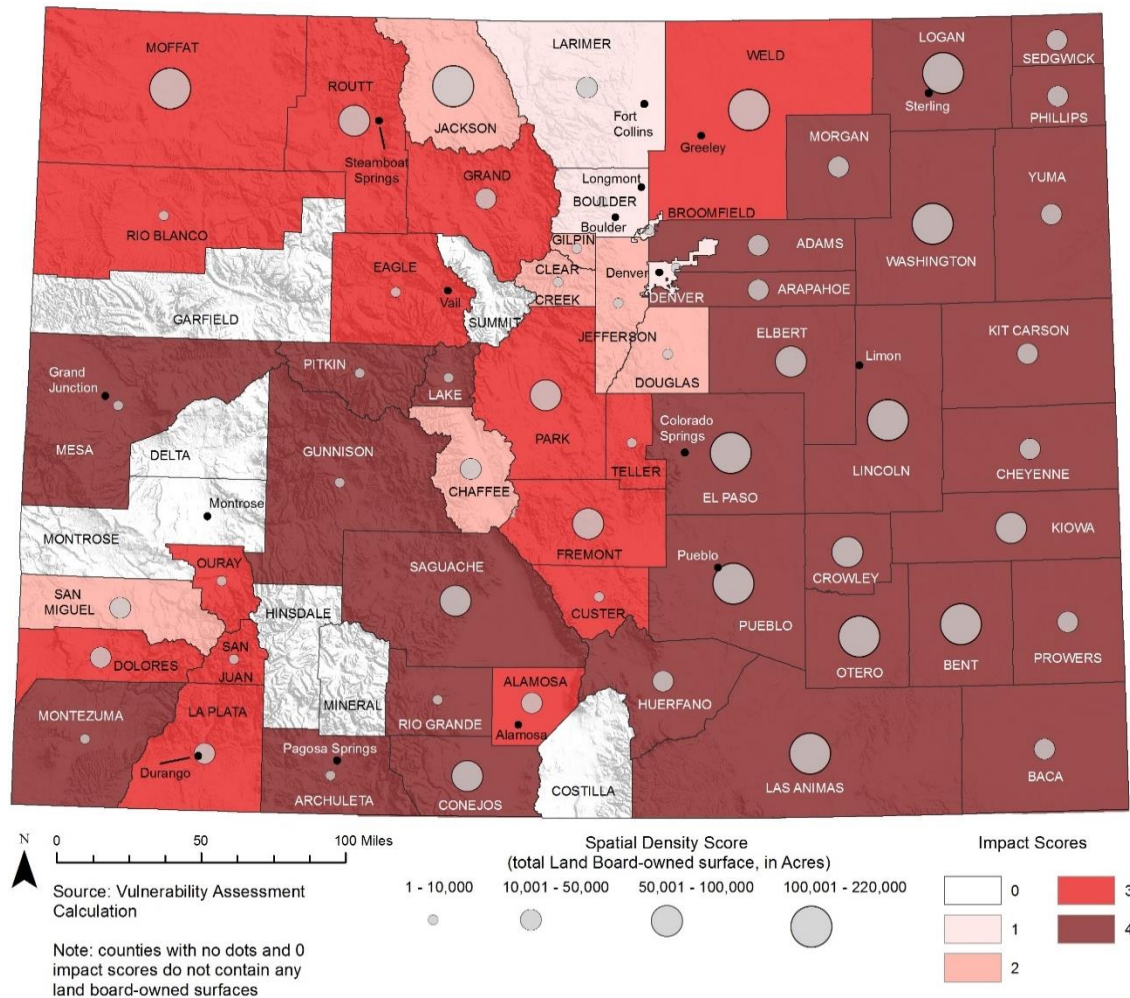 MOFFAT
ROUTT
Steamboat
Springs
JACKSON
LARIMER
Fort
Collins
WELD
Greeley
LOGAN
Sterling
SEDGWICK
PHILLIPS
MORGAN
YUMA
WASHINGTON
GRAND
Longmont
BOULDER
Boulder
BROOMFIELD
RIO BLANCO
GILPIN
ADAMS
EAGLE
Vail
CLEAR
CREEK
Denver
DENVER
ARAPAHOE
GARFIELD
SUMMIT
JEFFERSON
DOUGLAS
ELBERT
Limon
KIT CARSON
Grand
Junction
MESA
PITKIN
LAKE
PARK
TELLER
Colorado
Springs
EL PASO
LINCOLN
CHEYENNE
DELTA
GUNNISON
CHAFFEE
Montrose
MONTROSE
FREMONT
Pueblo
PUEBLO
CROWLEY
KIOWA
OURAY
SAGUACHE
SAN
MIGUEL
HINSDALE
CUSTER
OTERO
BENT
PROWERS
DOLORES
SAN
JUAN
MINERAL
RIO GRANDE
ALAMOSA
Alamosa
HUERFANO
MONTEZUMA
LA PLATA
Durango
Pagosa Springs
ARCHULETA
CONEJOS
COSTILLA
LAS ANIMAS
BACA
N
0 50 100 Miles
Source: Vulnerability Assessment
Calculation
Note: counties with no dots and 0
impact scores do not contain any
land board-owned surfaces
Spatial Density Score
(total Land Board-owned surface, in Acres)
1 - 10,000 10,001 - 50,000 50,001 - 100,000 100,001 - 220,000
Impact Scores
0 3
1 4
2